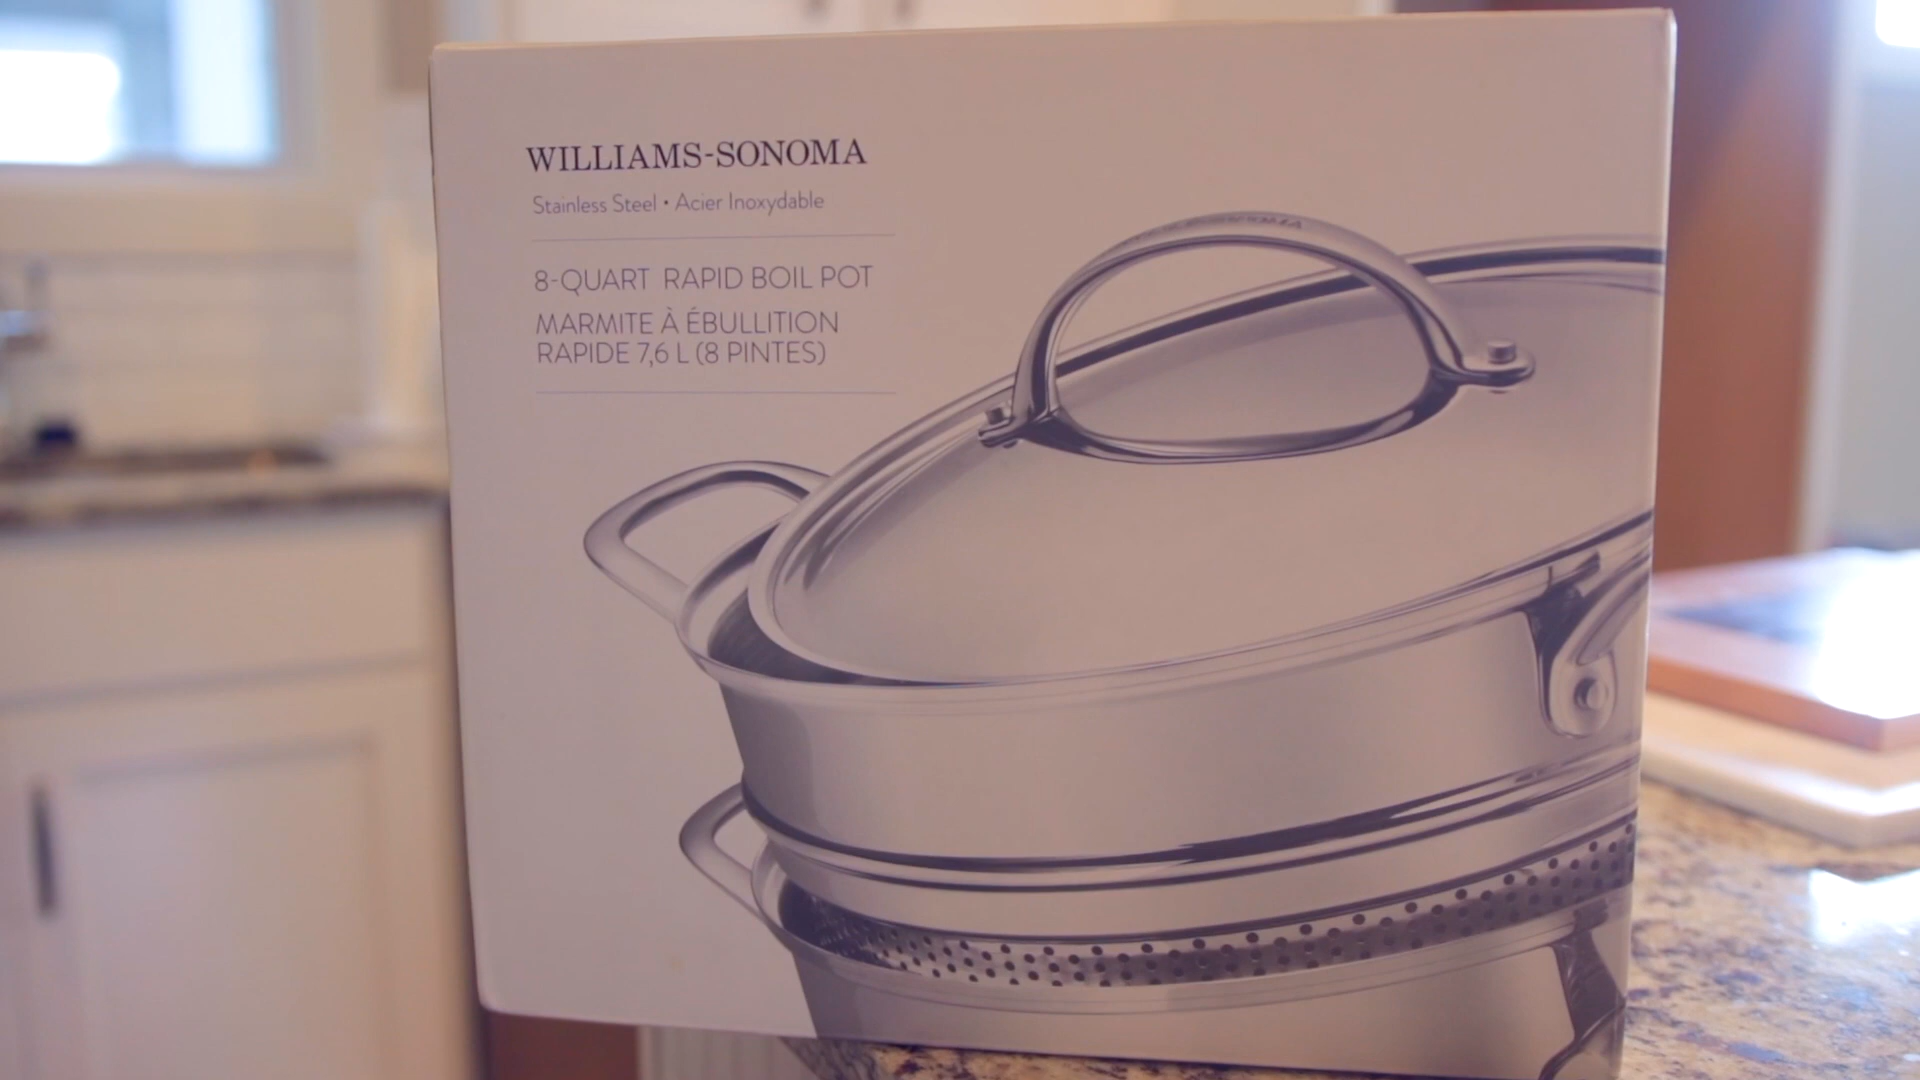 WILLIAMS-SONOMA
Stainless Steel • Acier Inoxydable
8-QUART RAPID BOIL POT
MARMITE À ÉBULLITION
RAPIDE 7,6 L (8 PINTES)